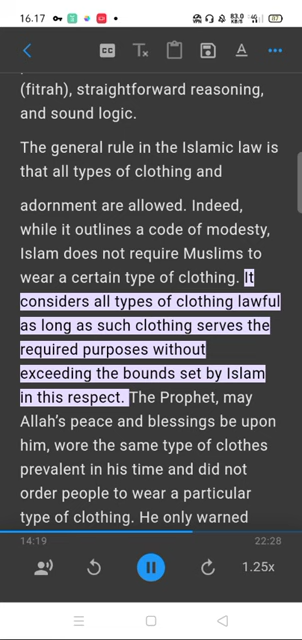 16.17
83.0
KB/S
4G
87
CC
(fitrah), straightforward reasoning,
and sound logic.
The general rule in the Islamic law is
that all types of clothing and
adornment are allowed. Indeed,
while it outlines a code of modesty,
Islam does not require Muslims to
wear a certain type of clothing. It
considers all types of clothing lawful
as long as such clothing serves the
required purposes without
exceeding the bounds set by Islam
in this respect. The Prophet, may
Allah's peace and blessings be upon
him, wore the same type of clothes
prevalent in his time and did not
order people to wear a particular
type of clothing. He only warned
14:19
22:28
1.25x